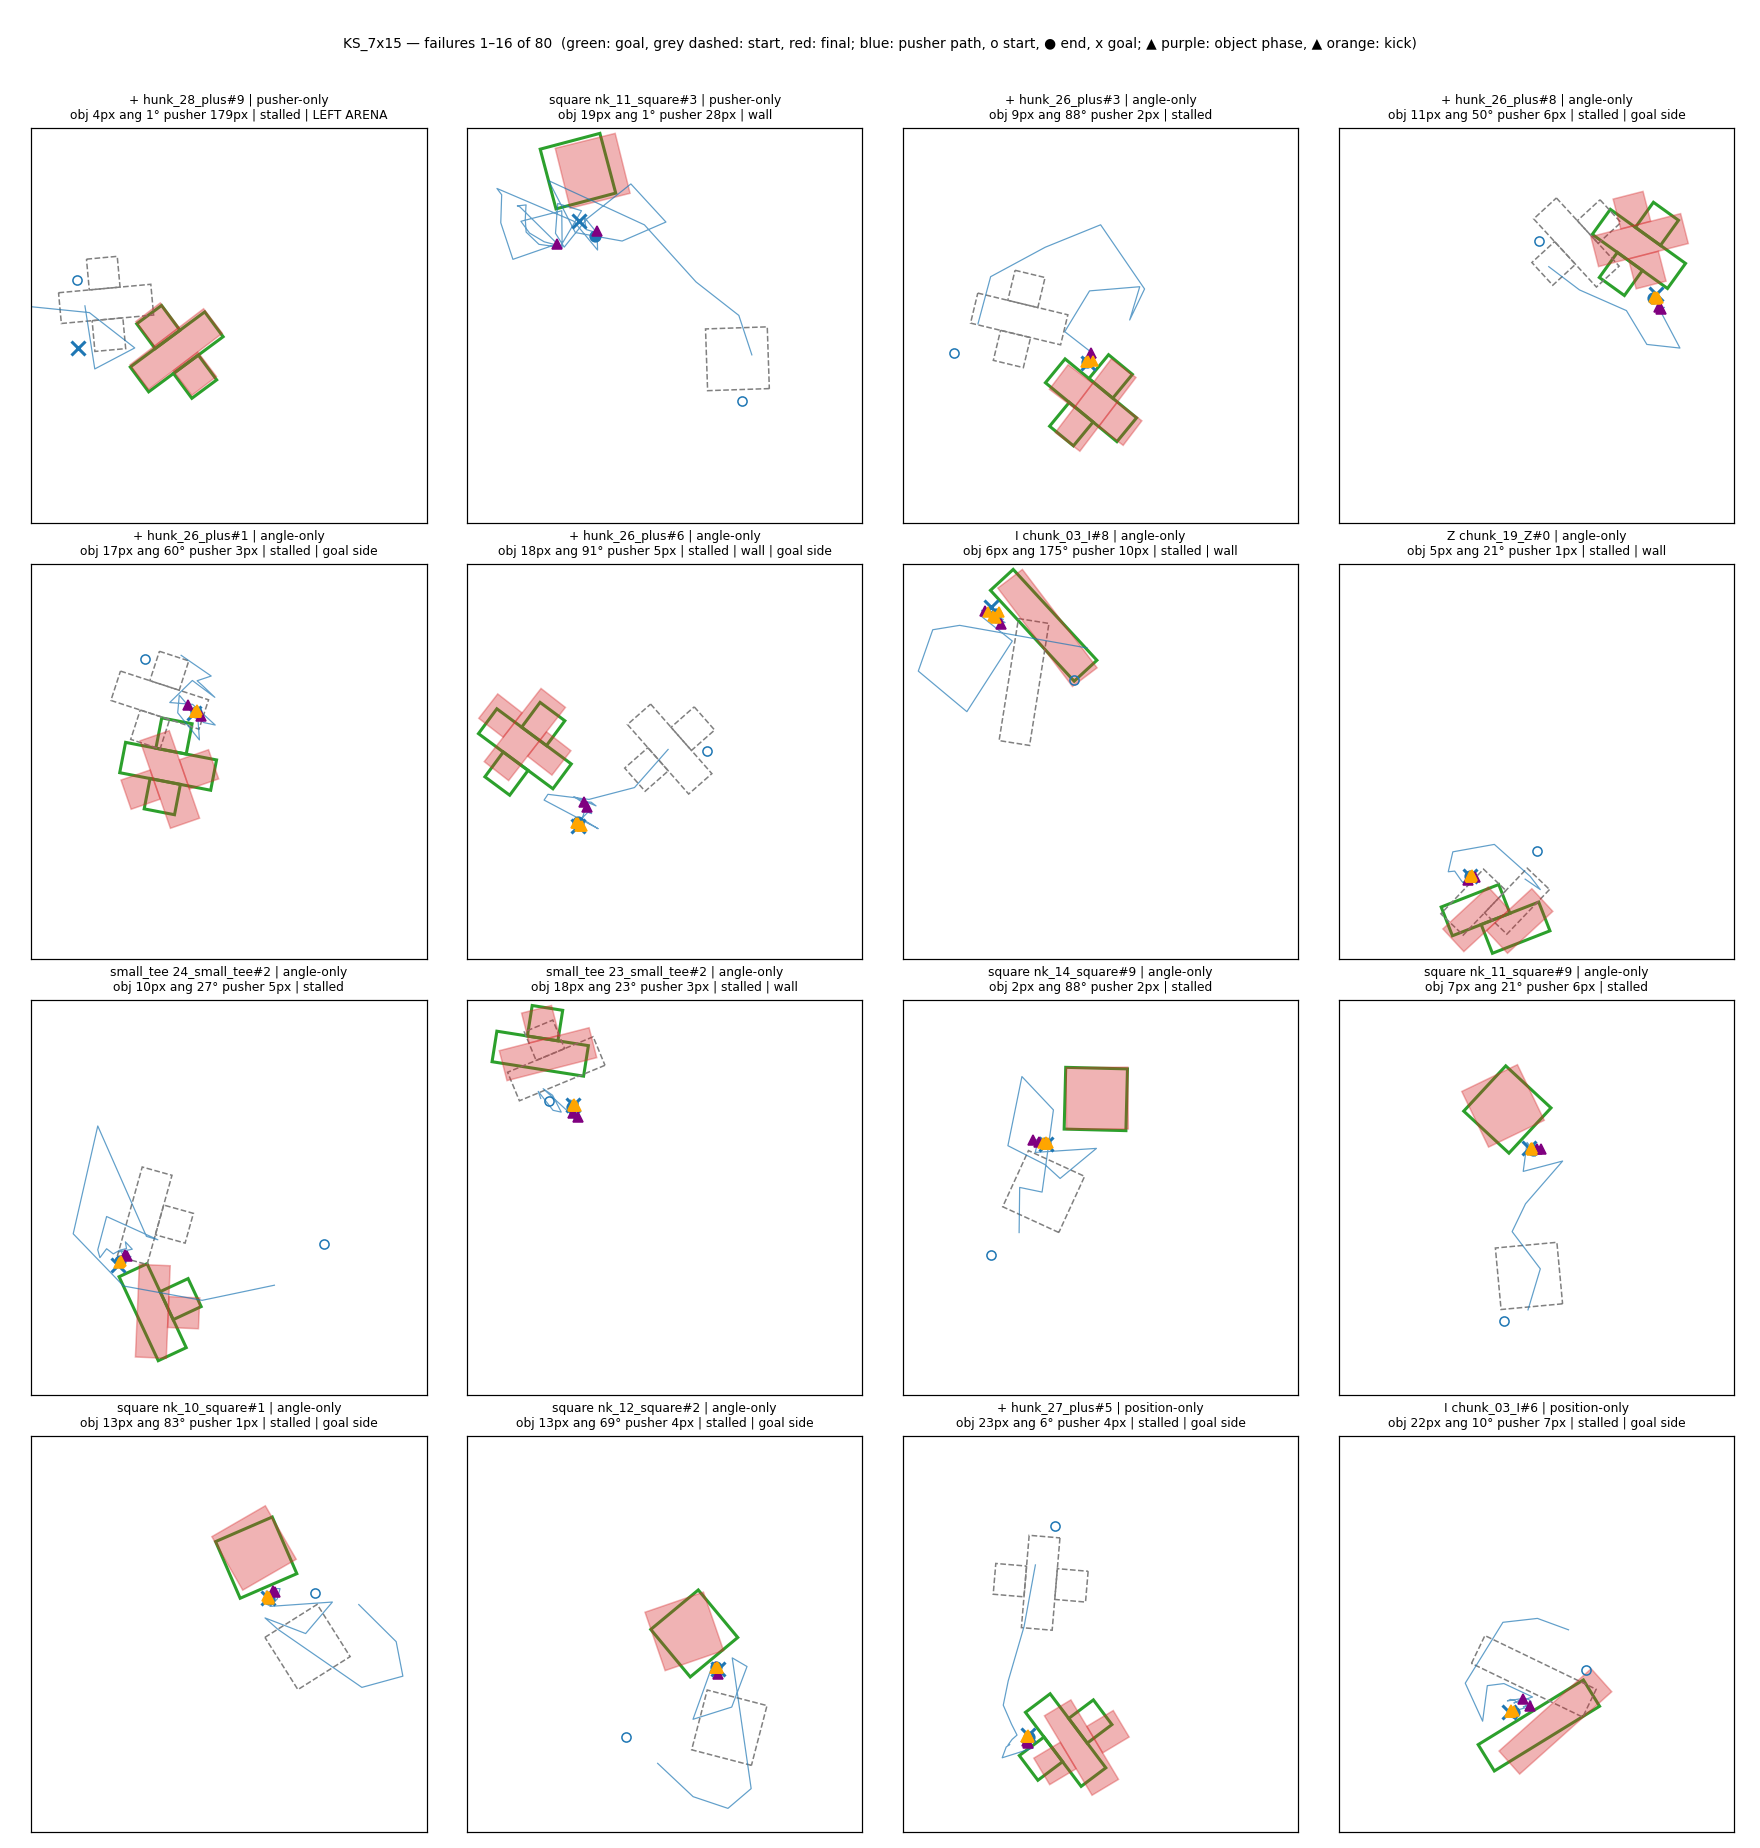 KS_7x15 — failures 1–16 of 80  (green: goal, grey dashed: start, red: final; blue: pusher path, o start, ● end, x goal; ▲ purple: object phase, ▲ orange: kick)
+ hunk_28_plus#9 | pusher-only
obj 4px ang 1° pusher 179px | stalled | LEFT ARENA
square nk_11_square#3 | pusher-only
obj 19px ang 1° pusher 28px | wall
+ hunk_26_plus#3 | angle-only
obj 9px ang 88° pusher 2px | stalled
+ hunk_26_plus#8 | angle-only
obj 11px ang 50° pusher 6px | stalled | goal side
+ hunk_26_plus#1 | angle-only
obj 17px ang 60° pusher 3px | stalled | goal side
+ hunk_26_plus#6 | angle-only
obj 18px ang 91° pusher 5px | stalled | wall | goal side
I chunk_03_I#8 | angle-only
obj 6px ang 175° pusher 10px | stalled | wall
Z chunk_19_Z#0 | angle-only
obj 5px ang 21° pusher 1px | stalled | wall
small_tee 24_small_tee#2 | angle-only
obj 10px ang 27° pusher 5px | stalled
small_tee 23_small_tee#2 | angle-only
obj 18px ang 23° pusher 3px | stalled | wall
square nk_14_square#9 | angle-only
obj 2px ang 88° pusher 2px | stalled
square nk_11_square#9 | angle-only
obj 7px ang 21° pusher 6px | stalled
square nk_10_square#1 | angle-only
obj 13px ang 83° pusher 1px | stalled | goal side
square nk_12_square#2 | angle-only
obj 13px ang 69° pusher 4px | stalled | goal side
+ hunk_27_plus#5 | position-only
obj 23px ang 6° pusher 4px | stalled | goal side
I chunk_03_I#6 | position-only
obj 22px ang 10° pusher 7px | stalled | goal side